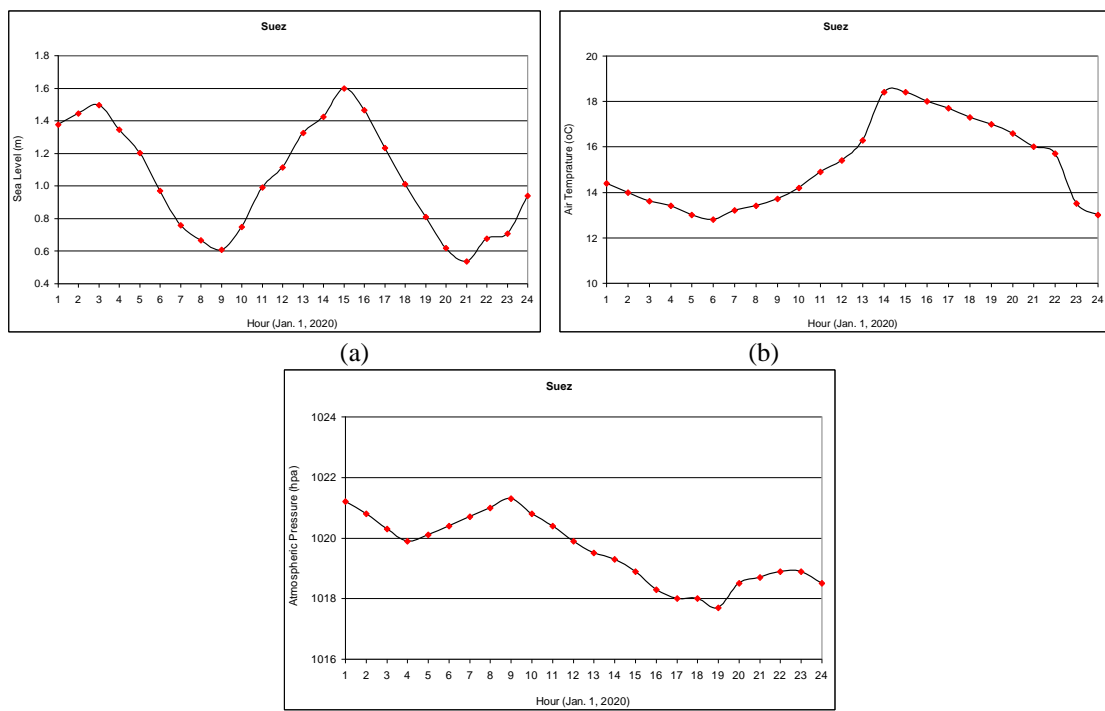 Suez
Sea Level (m)
1.8
1.6
1.4
1.2
1.0
0.8
0.6
0.4
1 2 3 4 5 6 7 8 9 10 11 12 13 14 15 16 17 18 19 20 21 22 23 24
Hour (Jan. 1, 2020)
(a)
Suez
Air Temprature (oC)
20
18
16
14
12
10
1 2 3 4 5 6 7 8 9 10 11 12 13 14 15 16 17 18 19 20 21 22 23 24
Hour (Jan. 1, 2020)
(b)
Suez
Atmospheric Pressure (hpa)
1024
1022
1020
1018
1016
1 2 3 4 5 6 7 8 9 10 11 12 13 14 15 16 17 18 19 20 21 22 23 24
Hour (Jan. 1, 2020)